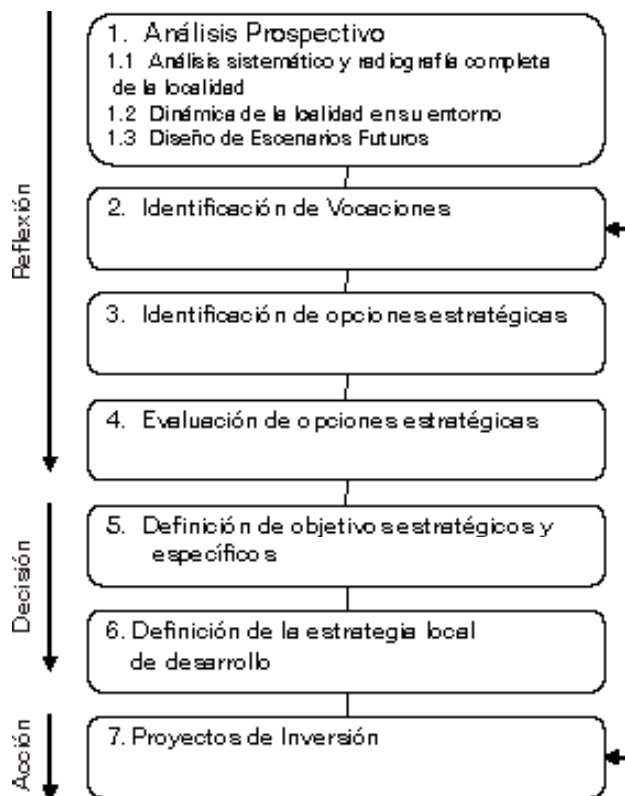 1. Análisis Prospectivo
1.1 Análisis sistemático y radiografía completa
de la localidad
1.2 Dinámica de la loalidad en su entorno
1.3 Diseño de Escenarios Futuros
2. Identificación de Vocaciones
3. Identificación de opciones estratégicas
4. Evaluación de opciones estratégicas
Reflexión
5. Definición de objetivos estratégicos y
específicos
6. Definición de la estrategia local
de desarrollo
Decisión
7. Proyectos de Inversión
Acción